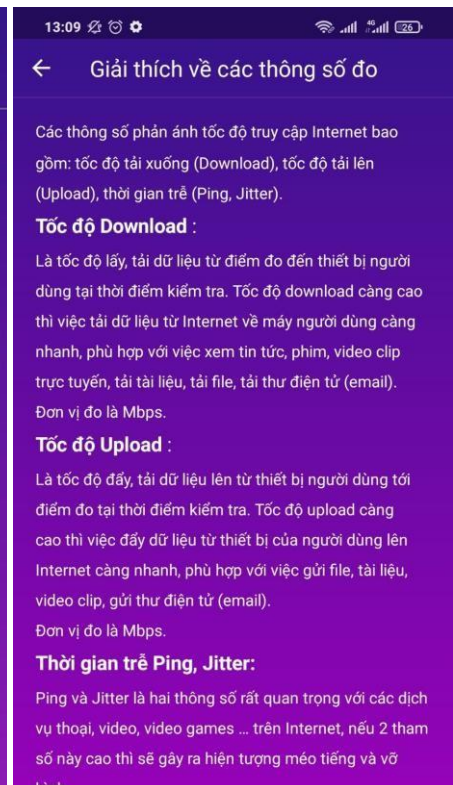 13:09
4G
26
Giải thích về các thông số đo
Các thông số phản ánh tốc độ truy cập Internet bao
gồm: tốc độ tải xuống (Download), tốc độ tải lên
(Upload), thời gian trễ (Ping, Jitter).
Tốc độ Download :
Là tốc độ lấy, tải dữ liệu từ điểm đo đến thiết bị người
dùng tại thời điểm kiểm tra. Tốc độ download càng cao
thì việc tải dữ liệu từ Internet về máy người dùng càng
nhanh, phù hợp với việc xem tin tức, phim, video clip
trực tuyến, tải tài liệu, tải file, tải thư điện tử (email).
Đơn vị đo là Mbps.
Tốc độ Upload :
Là tốc độ đẩy, tải dữ liệu lên từ thiết bị người dùng tới
điểm đo tại thời điểm kiểm tra. Tốc độ upload càng
cao thì việc đẩy dữ liệu từ thiết bị của người dùng lên
Internet càng nhanh, phù hợp với việc gửi file, tài liệu,
video clip, gửi thư điện tử (email).
Đơn vị đo là Mbps.
Thời gian trễ Ping, Jitter:
Ping và Jitter là hai thông số rất quan trọng với các dịch
vụ thoại, video, video games ... trên Internet, nếu 2 tham
số này cao thì sẽ gây ra hiện tượng méo tiếng và vỡ